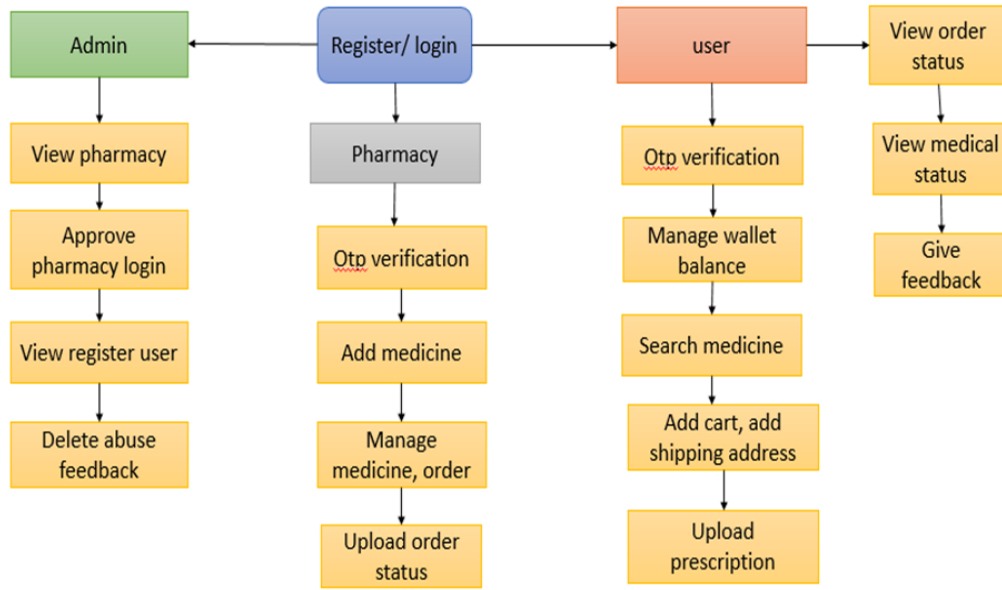 Admin
Register/ login
user
View order
status
View pharmacy
Pharmacy
Otp verification
View medical
status
Approve
pharmacy login
Otp verification
Manage wallet
balance
Give
feedback
View register user
Add medicine
Search medicine
Delete abuse
feedback
Manage
medicine, order
Add cart, add
shipping address
Upload order
status
Upload
prescription